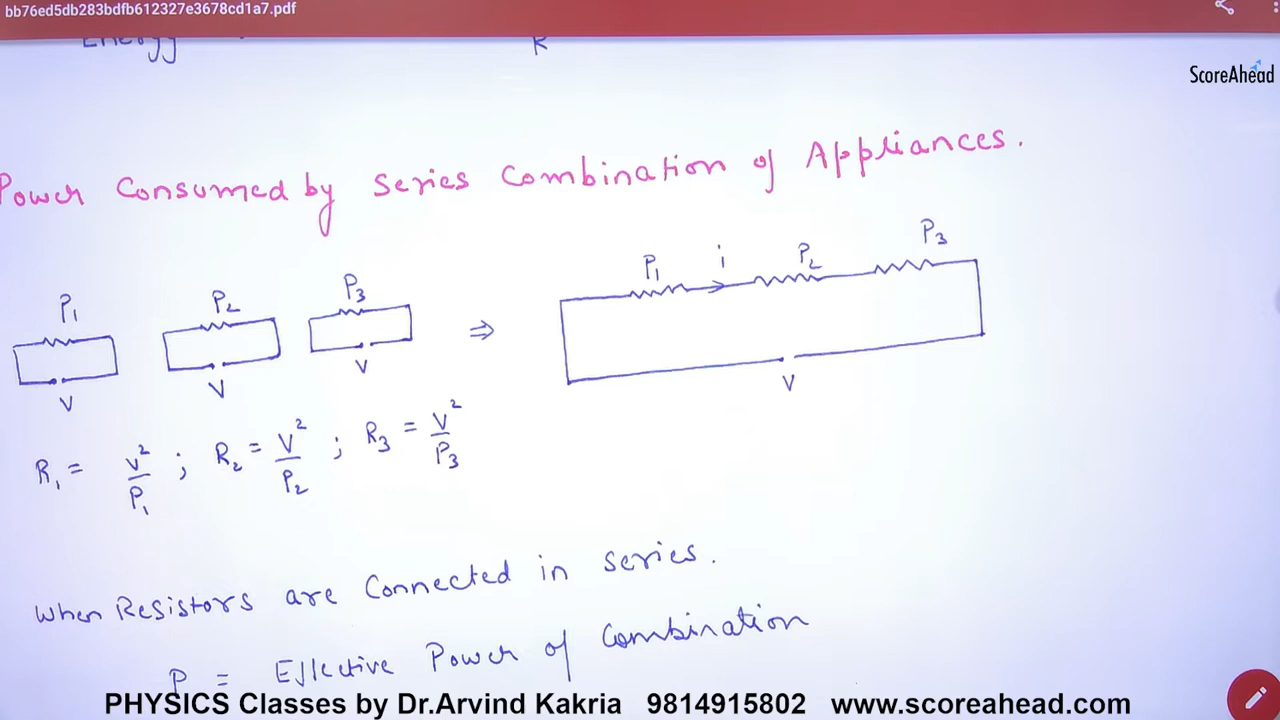 bb76ed5db283bdfb612327e3678cd1a7.pdf
Energy
R
ScoreAhead
Power Consumed by Series Combination of Appliances.
P1 P2 P3 P1 i P2 P3
⇒
V V V V
R1 = V²/P1 ; R2 = V²/P2 ; R3 = V²/P3
When Resistors are Connected in series.
P = Effective Power of Combination
PHYSICS Classes by Dr.Arvind Kakria 9814915802 www.scoreahead.com